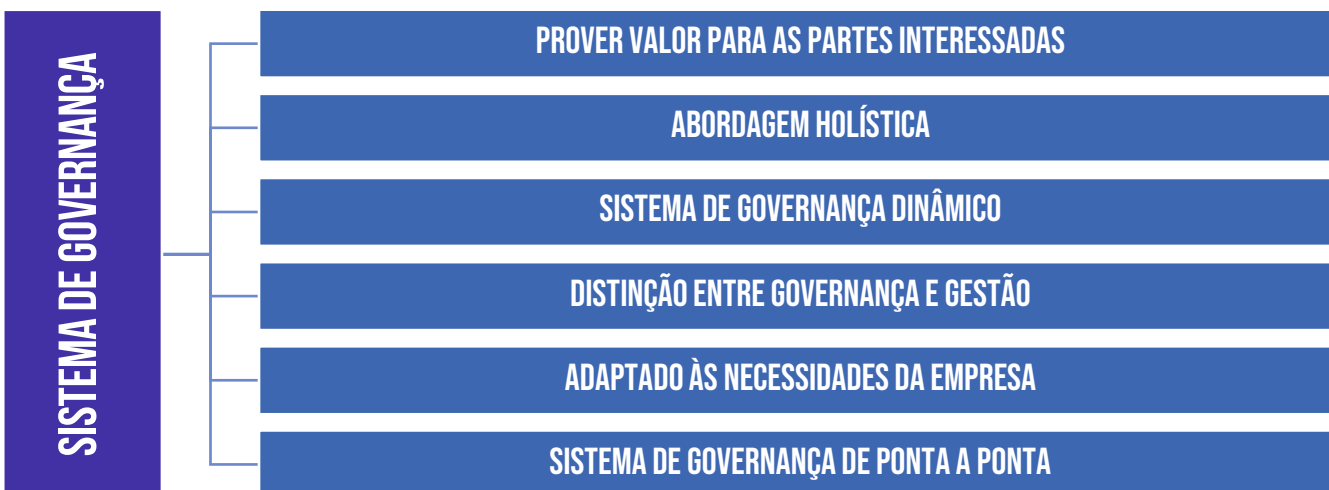 SISTEMA DE GOVERNANÇA
PROVER VALOR PARA AS PARTES INTERESSADAS
ABORDAGEM HOLÍSTICA
SISTEMA DE GOVERNANÇA DINÂMICO
DISTINÇÃO ENTRE GOVERNANÇA E GESTÃO
ADAPTADO ÀS NECESSIDADES DA EMPRESA
SISTEMA DE GOVERNANÇA DE PONTA A PONTA